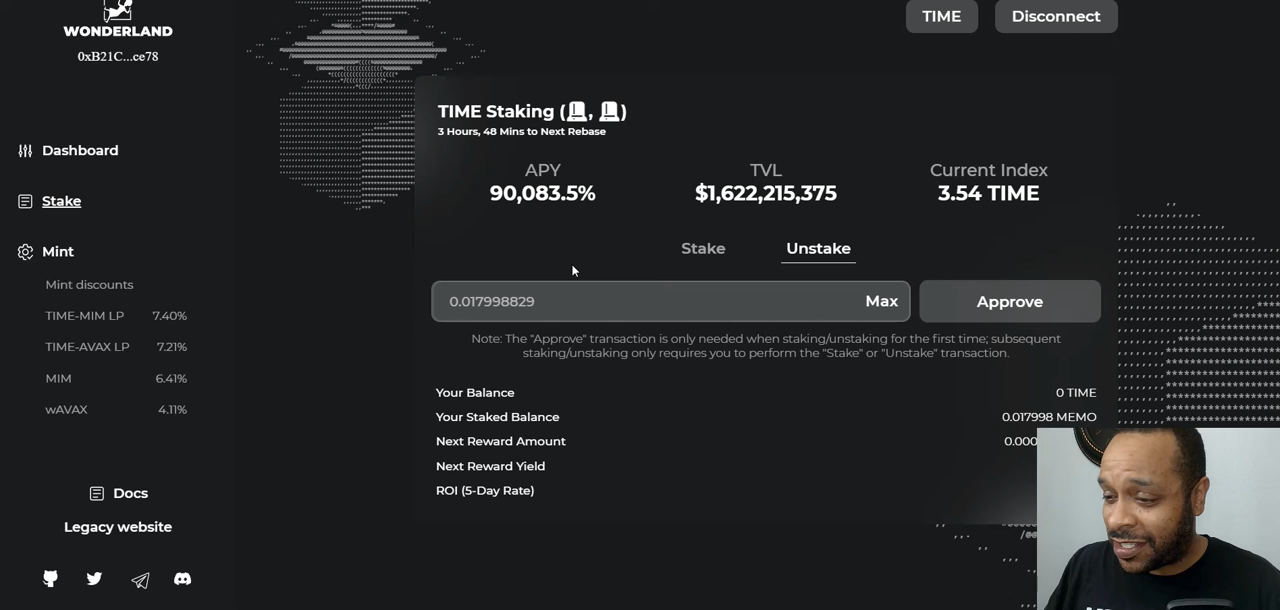 WONDERLAND
0xB21C...ce78
TIME
Disconnect
Dashboard
Stake
Mint
Mint discounts
TIME-MIM LP 7.40%
TIME-AVAX LP 7.21%
MIM 6.41%
wAVAX 4.11%
Docs
Legacy website
TIME Staking (🎩, 🎩)
3 Hours, 48 Mins to Next Rebase
APY TVL Current Index
90,083.5% $1,622,215,375 3.54 TIME
Stake Unstake
0.017998829 Max Approve
Note: The "Approve" transaction is only needed when staking/unstaking for the first time; subsequent
staking/unstaking only requires you to perform the "Stake" or "Unstake" transaction.
Your Balance 0 TIME
Your Staked Balance 0.017998 MEMO
Next Reward Amount 0.000
Next Reward Yield
ROI (5-Day Rate)